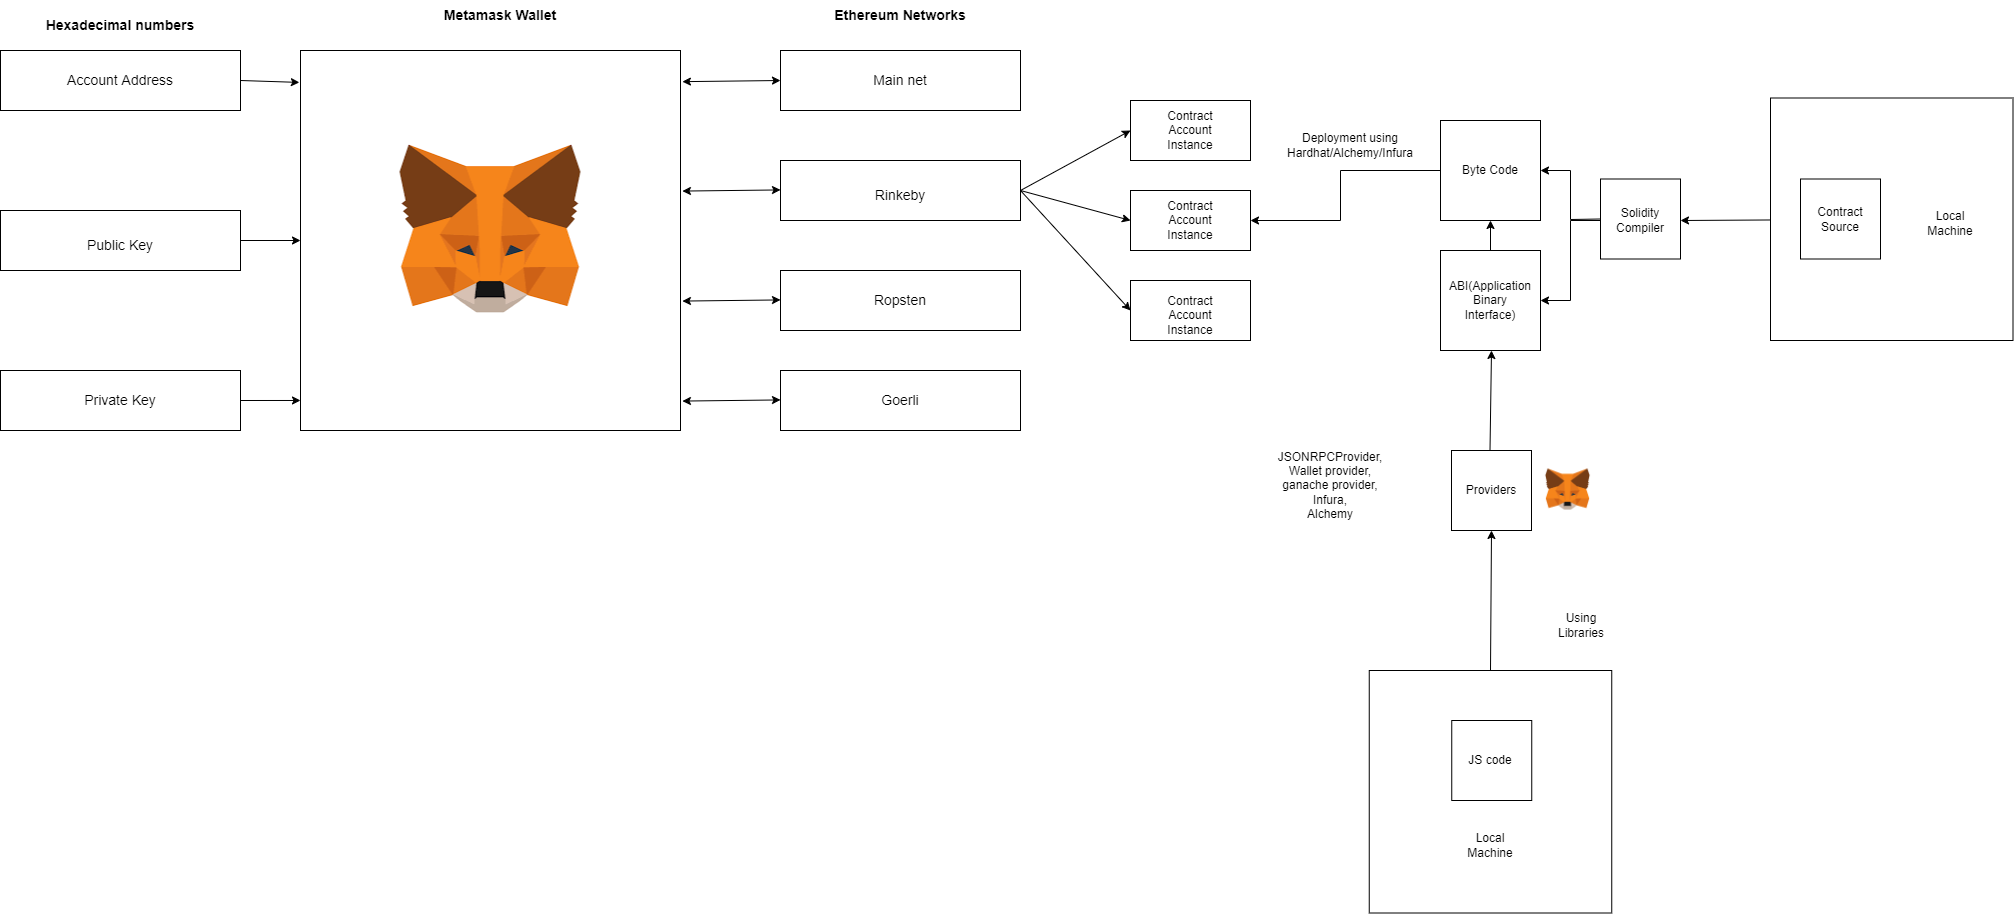 Hexadecimal numbers
Metamask Wallet
Ethereum Networks
Account Address
Public Key
Private Key
Main net
Rinkeby
Ropsten
Goerli
Contract
Account
Instance
Contract
Account
Instance
Contract
Account
Instance
Deployment using
Hardhat/Alchemy/Infura
Byte Code
ABI(Application
Binary
Interface)
Solidity
Compiler
Contract
Source
Local
Machine
JSONRPCProvider,
Wallet provider,
ganache provider,
Infura,
Alchemy
Providers
Using
Libraries
JS code
Local
Machine